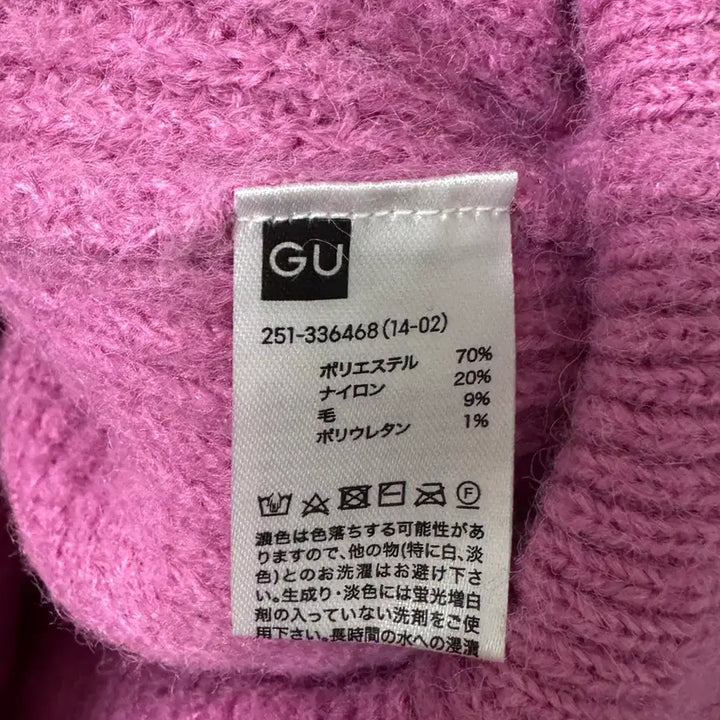 GU
251-336468(14-02)
ポリエステル 70%
ナイロン 20%
毛 9%
ポリウレタン 1%
F
濃色は色落ちする可能性があ
りますので、他の物(特に白、淡
色)とのお洗濯はお避け下さ
い。生成り・淡色には蛍光増白
剤の入っていない洗剤をご使
用下さい。長時間の水への浸漬